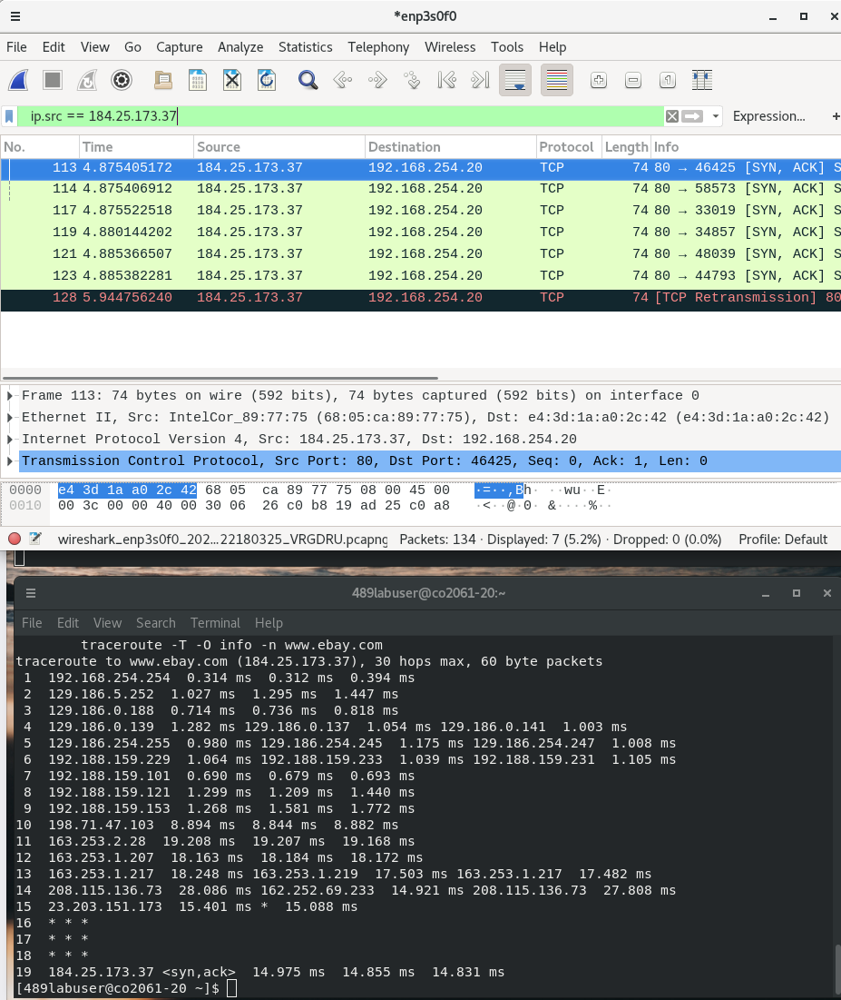 *enp3s0f0
File Edit View Go Capture Analyze Statistics Telephony Wireless Tools Help
ip.src == 184.25.173.37 Expression... +
No. Time Source Destination Protocol Length Info
113 4.875405172 184.25.173.37 192.168.254.20 TCP 74 80 → 46425 [SYN, ACK] S
114 4.875406912 184.25.173.37 192.168.254.20 TCP 74 80 → 58573 [SYN, ACK] S
117 4.875522518 184.25.173.37 192.168.254.20 TCP 74 80 → 33019 [SYN, ACK] S
119 4.880144202 184.25.173.37 192.168.254.20 TCP 74 80 → 34857 [SYN, ACK] S
121 4.885366507 184.25.173.37 192.168.254.20 TCP 74 80 → 48039 [SYN, ACK] S
123 4.885382281 184.25.173.37 192.168.254.20 TCP 74 80 → 44793 [SYN, ACK] S
128 5.944756240 184.25.173.37 192.168.254.20 TCP 74 [TCP Retransmission] 80
Frame 113: 74 bytes on wire (592 bits), 74 bytes captured (592 bits) on interface 0
Ethernet II, Src: IntelCor_89:77:75 (68:05:ca:89:77:75), Dst: e4:3d:1a:a0:2c:42 (e4:3d:1a:a0:2c:42)
Internet Protocol Version 4, Src: 184.25.173.37, Dst: 192.168.254.20
Transmission Control Protocol, Src Port: 80, Dst Port: 46425, Seq: 0, Ack: 1, Len: 0
0000 e4 3d 1a a0 2c 42 68 05 ca 89 77 75 08 00 45 00 ·=··,Bh· ··wu··E·
0010 00 3c 00 00 40 00 30 06 26 c0 b8 19 ad 25 c0 a8 ·<··@·0· &····%··
wireshark_enp3s0f0_202...22180325_VRGDRU.pcapng Packets: 134 · Displayed: 7 (5.2%) · Dropped: 0 (0.0%) Profile: Default
489labuser@co2061-20:~
File Edit View Search Terminal Help
traceroute -T -O info -n www.ebay.com
traceroute to www.ebay.com (184.25.173.37), 30 hops max, 60 byte packets
1 192.168.254.254 0.314 ms 0.312 ms 0.394 ms
2 129.186.5.252 1.027 ms 1.295 ms 1.447 ms
3 129.186.0.188 0.714 ms 0.736 ms 0.818 ms
4 129.186.0.139 1.282 ms 129.186.0.137 1.054 ms 129.186.0.141 1.003 ms
5 129.186.254.255 0.980 ms 129.186.254.245 1.175 ms 129.186.254.247 1.008 ms
6 192.188.159.229 1.064 ms 192.188.159.233 1.039 ms 192.188.159.231 1.105 ms
7 192.188.159.101 0.690 ms 0.679 ms 0.693 ms
8 192.188.159.121 1.299 ms 1.209 ms 1.440 ms
9 192.188.159.153 1.268 ms 1.581 ms 1.772 ms
10 198.71.47.103 8.894 ms 8.844 ms 8.882 ms
11 163.253.2.28 19.208 ms 19.207 ms 19.168 ms
12 163.253.1.207 18.163 ms 18.184 ms 18.172 ms
13 163.253.1.217 18.248 ms 163.253.1.219 17.503 ms 163.253.1.217 17.482 ms
14 208.115.136.73 28.086 ms 162.252.69.233 14.921 ms 208.115.136.73 27.808 ms
15 23.203.151.173 15.401 ms * 15.088 ms
16 * * *
17 * * *
18 * * *
19 184.25.173.37 <syn,ack> 14.975 ms 14.855 ms 14.831 ms
[489labuser@co2061-20 ~]$